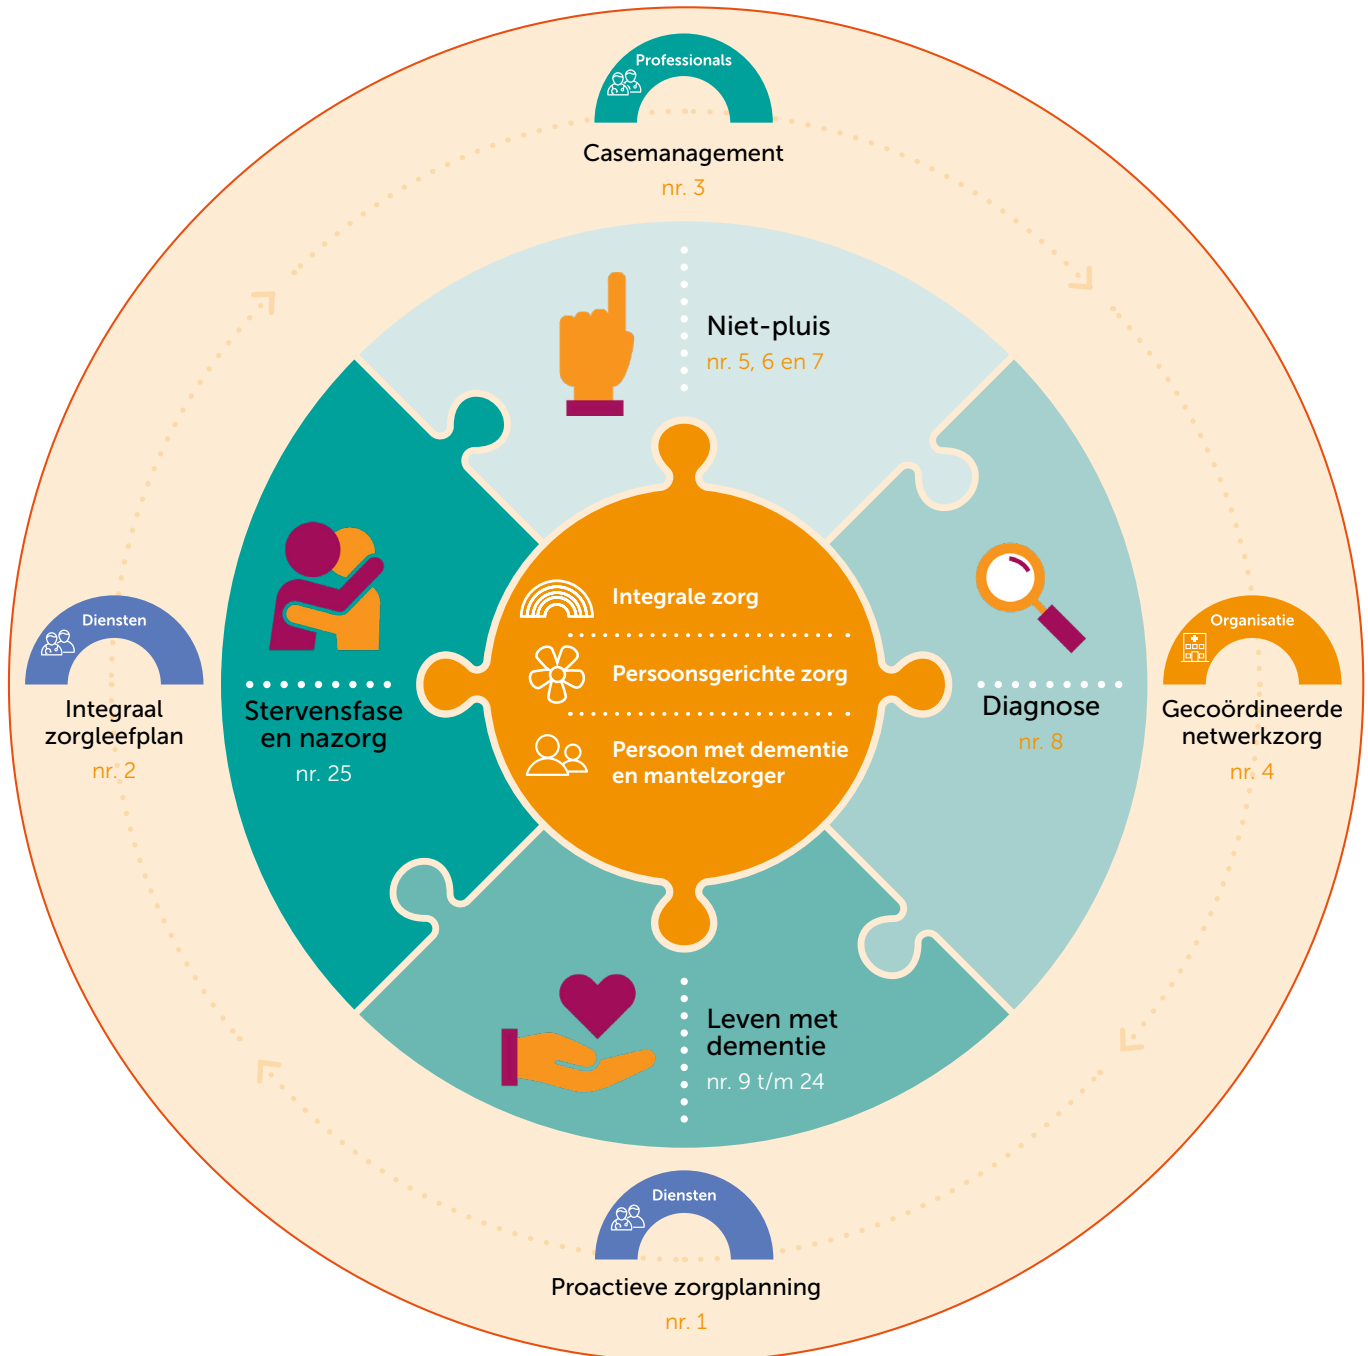 Professionals
Casemanagement
nr. 3
Niet-pluis
nr. 5, 6 en 7
Integrale zorg
Persoonsgerichte zorg
Persoon met dementie
en mantelzorger
Diensten
Integraal
zorgleefplan
nr. 2
Stervensfase
en nazorg
nr. 25
Diagnose
nr. 8
Organisatie
Gecoördineerde
netwerkzorg
nr. 4
Leven met
dementie
nr. 9 t/m 24
Diensten
Proactieve zorgplanning
nr. 1